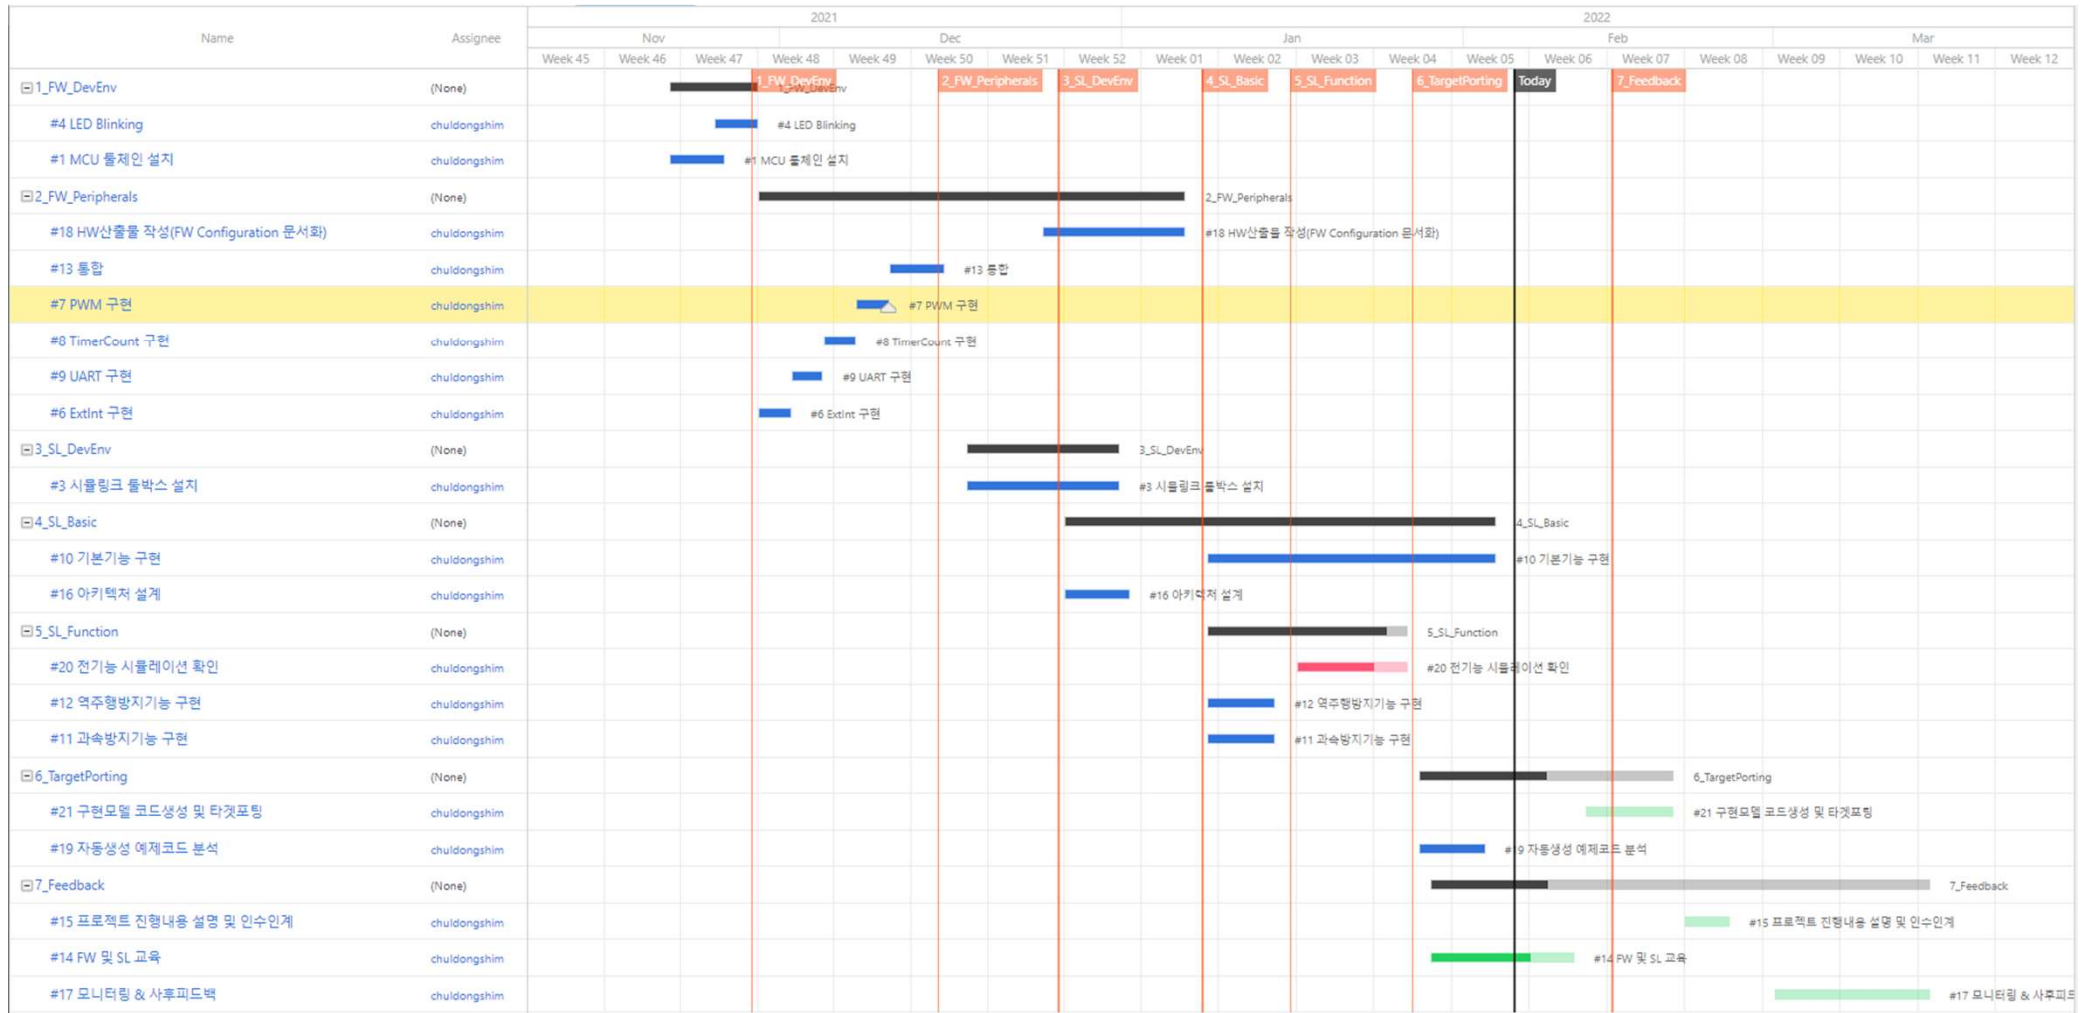 2021 2022
Name Assignee Nov Dec Jan Feb Mar
Week 45 Week 46 Week 47 Week 48 Week 49 Week 50 Week 51 Week 52 Week 01 Week 02 Week 03 Week 04 Week 05 Week 06 Week 07 Week 08 Week 09 Week 10 Week 11 Week 12
1_FW_DevEnv 2_FW_Peripherals 3_SL_DevEnv 4_SL_Basic 5_SL_Function 6_TargetPorting Today 7_Feedback
1_FW_DevEnv (None) 1_FW_DevEnv
#4 LED Blinking chuldongshim #4 LED Blinking
#1 MCU 툴체인 설치 chuldongshim #1 MCU 툴체인 설치
2_FW_Peripherals (None) 2_FW_Peripherals
#18 HW산출물 작성(FW Configuration 문서화) chuldongshim #18 HW산출물 작성(FW Configuration 문서화)
#13 통합 chuldongshim #13 통합
#7 PWM 구현 chuldongshim #7 PWM 구현
#8 TimerCount 구현 chuldongshim #8 TimerCount 구현
#9 UART 구현 chuldongshim #9 UART 구현
#6 ExtInt 구현 chuldongshim #6 ExtInt 구현
3_SL_DevEnv (None) 3_SL_DevEnv
#3 시뮬링크 툴박스 설치 chuldongshim #3 시뮬링크 툴박스 설치
4_SL_Basic (None) 4_SL_Basic
#10 기본기능 구현 chuldongshim #10 기본기능 구현
#16 아키텍처 설계 chuldongshim #16 아키텍처 설계
5_SL_Function (None) 5_SL_Function
#20 전기능 시뮬레이션 확인 chuldongshim #20 전기능 시뮬레이션 확인
#12 역주행방지기능 구현 chuldongshim #12 역주행방지기능 구현
#11 과속방지기능 구현 chuldongshim #11 과속방지기능 구현
6_TargetPorting (None) 6_TargetPorting
#21 구현모델 코드생성 및 타겟포팅 chuldongshim #21 구현모델 코드생성 및 타겟포팅
#19 자동생성 예제코드 분석 chuldongshim #19 자동생성 예제코드 분석
7_Feedback (None) 7_Feedback
#15 프로젝트 진행내용 설명 및 인수인계 chuldongshim #15 프로젝트 진행내용 설명 및 인수인계
#14 FW 및 SL 교육 chuldongshim #14 FW 및 SL 교육
#17 모니터링 & 사후피드백 chuldongshim #17 모니터링 & 사후피드